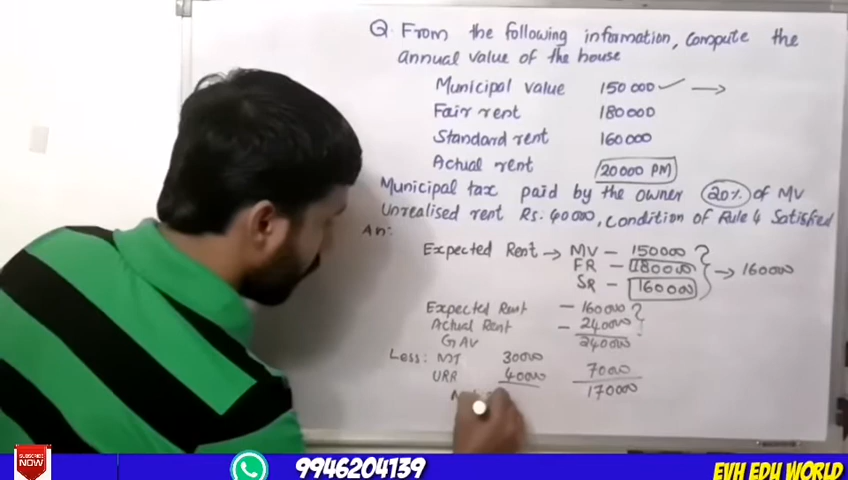 Q. From the following information, compute the
annual value of the house
Municipal value 150 000
Fair rent 180000
Standard rent 160000
Actual rent 20000 PM
Municipal tax paid by the owner 20% of MV
Unrealised rent Rs. 40000, condition of Rule 4 Satisfied
An:
Expected Rent → MV - 150000
FR - 180000 → 160000
SR - 160000
Expected Rent - 160000
Actual Rent - 240000
GAV 240000
Less: MT 30000
URR 40000 70000
170000
SUBSCRIBE
NOW
9946204139
EVH EDU WORLD